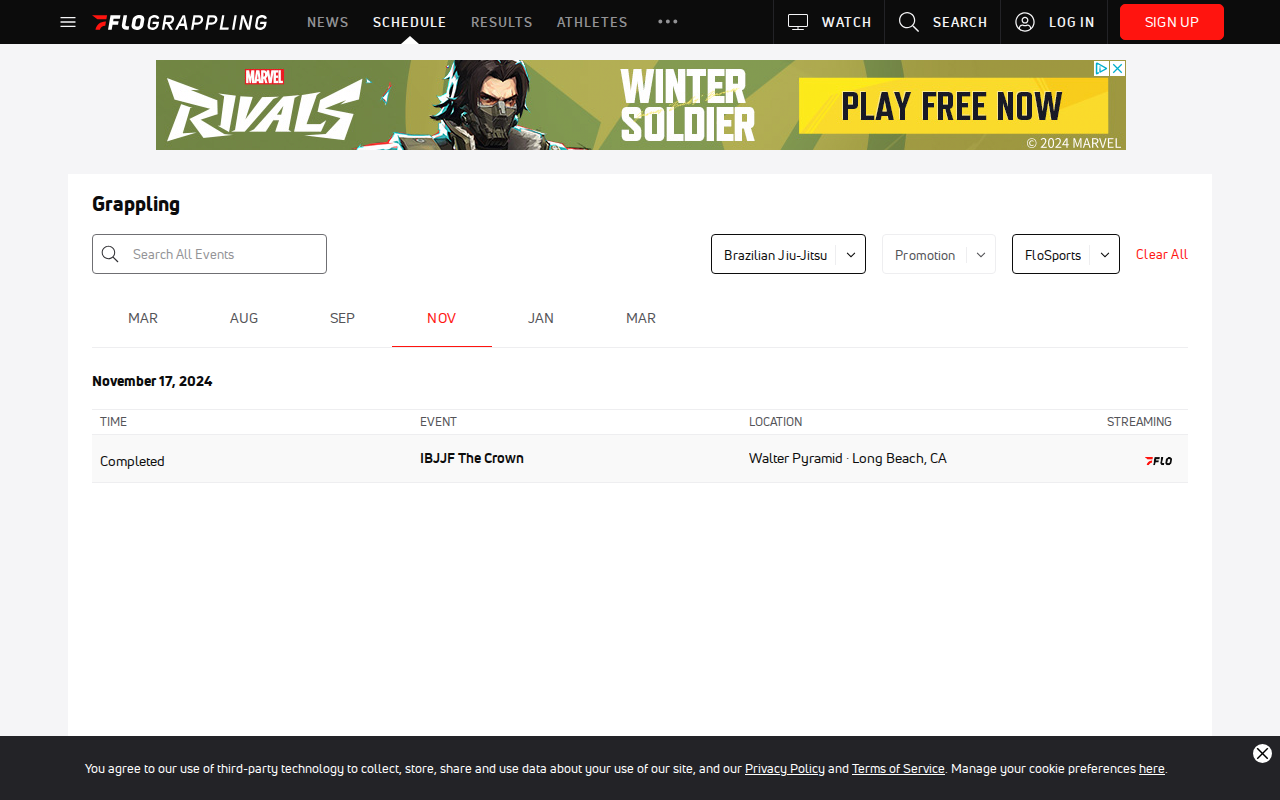 FLOGRAPPLING NEWS SCHEDULE RESULTS ATHLETES WATCH SEARCH LOG IN SIGN UP
MARVEL
RIVALS
WINTER
SOLDIER
PLAY FREE NOW
© 2024 MARVEL
Grappling
Search All Events Brazilian Jiu-Jitsu Promotion FloSports Clear All
MAR AUG SEP NOV JAN MAR
November 17, 2024
TIME EVENT LOCATION STREAMING
Completed IBJJF The Crown Walter Pyramid · Long Beach, CA FLO
You agree to our use of third-party technology to collect, store, share and use data about your use of our site, and our Privacy Policy and Terms of Service. Manage your cookie preferences here.